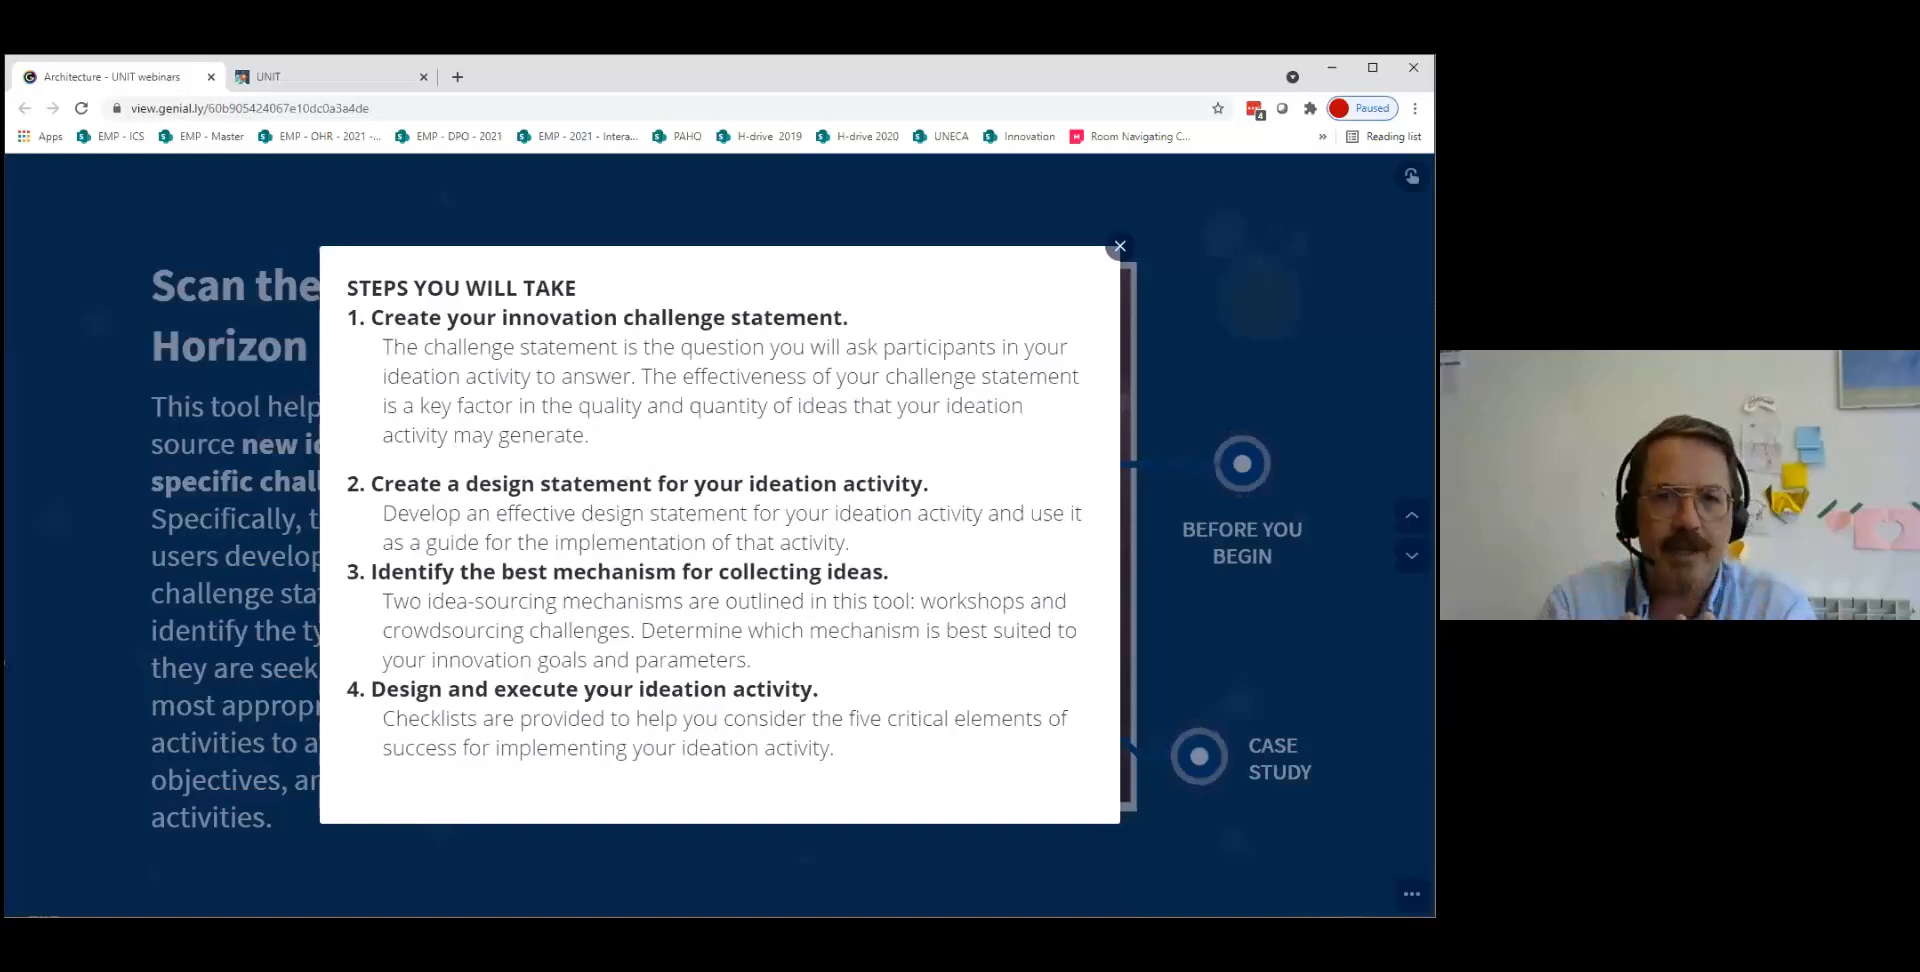 Architecture - UNIT webinars
UNIT
view.genial.ly/60b905424067e10dc0a3a4de
4
Paused
Apps
EMP - ICS
EMP - Master
EMP - OHR - 2021 -...
EMP - DPO - 2021
EMP - 2021 - Intera...
PAHO
H-drive 2019
H-drive 2020
UNECA
Innovation
Room Navigating C...
»
Reading list
Scan the
Horizon
This tool help
source new
specific
Specifically,
users develop
challenge
identify the
they are
most
activities to
objectives,
activities.
STEPS YOU WILL TAKE
1. Create your innovation challenge statement.
The challenge statement is the question you will ask participants in your
ideation activity to answer. The effectiveness of your challenge statement
is a key factor in the quality and quantity of ideas that your ideation
activity may generate.
2. Create a design statement for your ideation activity.
Develop an effective design statement for your ideation activity and use it
as a guide for the implementation of that activity.
3. Identify the best mechanism for collecting ideas.
Two idea-sourcing mechanisms are outlined in this tool: workshops and
crowdsourcing challenges. Determine which mechanism is best suited to
your innovation goals and parameters.
4. Design and execute your ideation activity.
Checklists are provided to help you consider the five critical elements of
success for implementing your ideation activity.
BEFORE YOU
BEGIN
CASE
STUDY